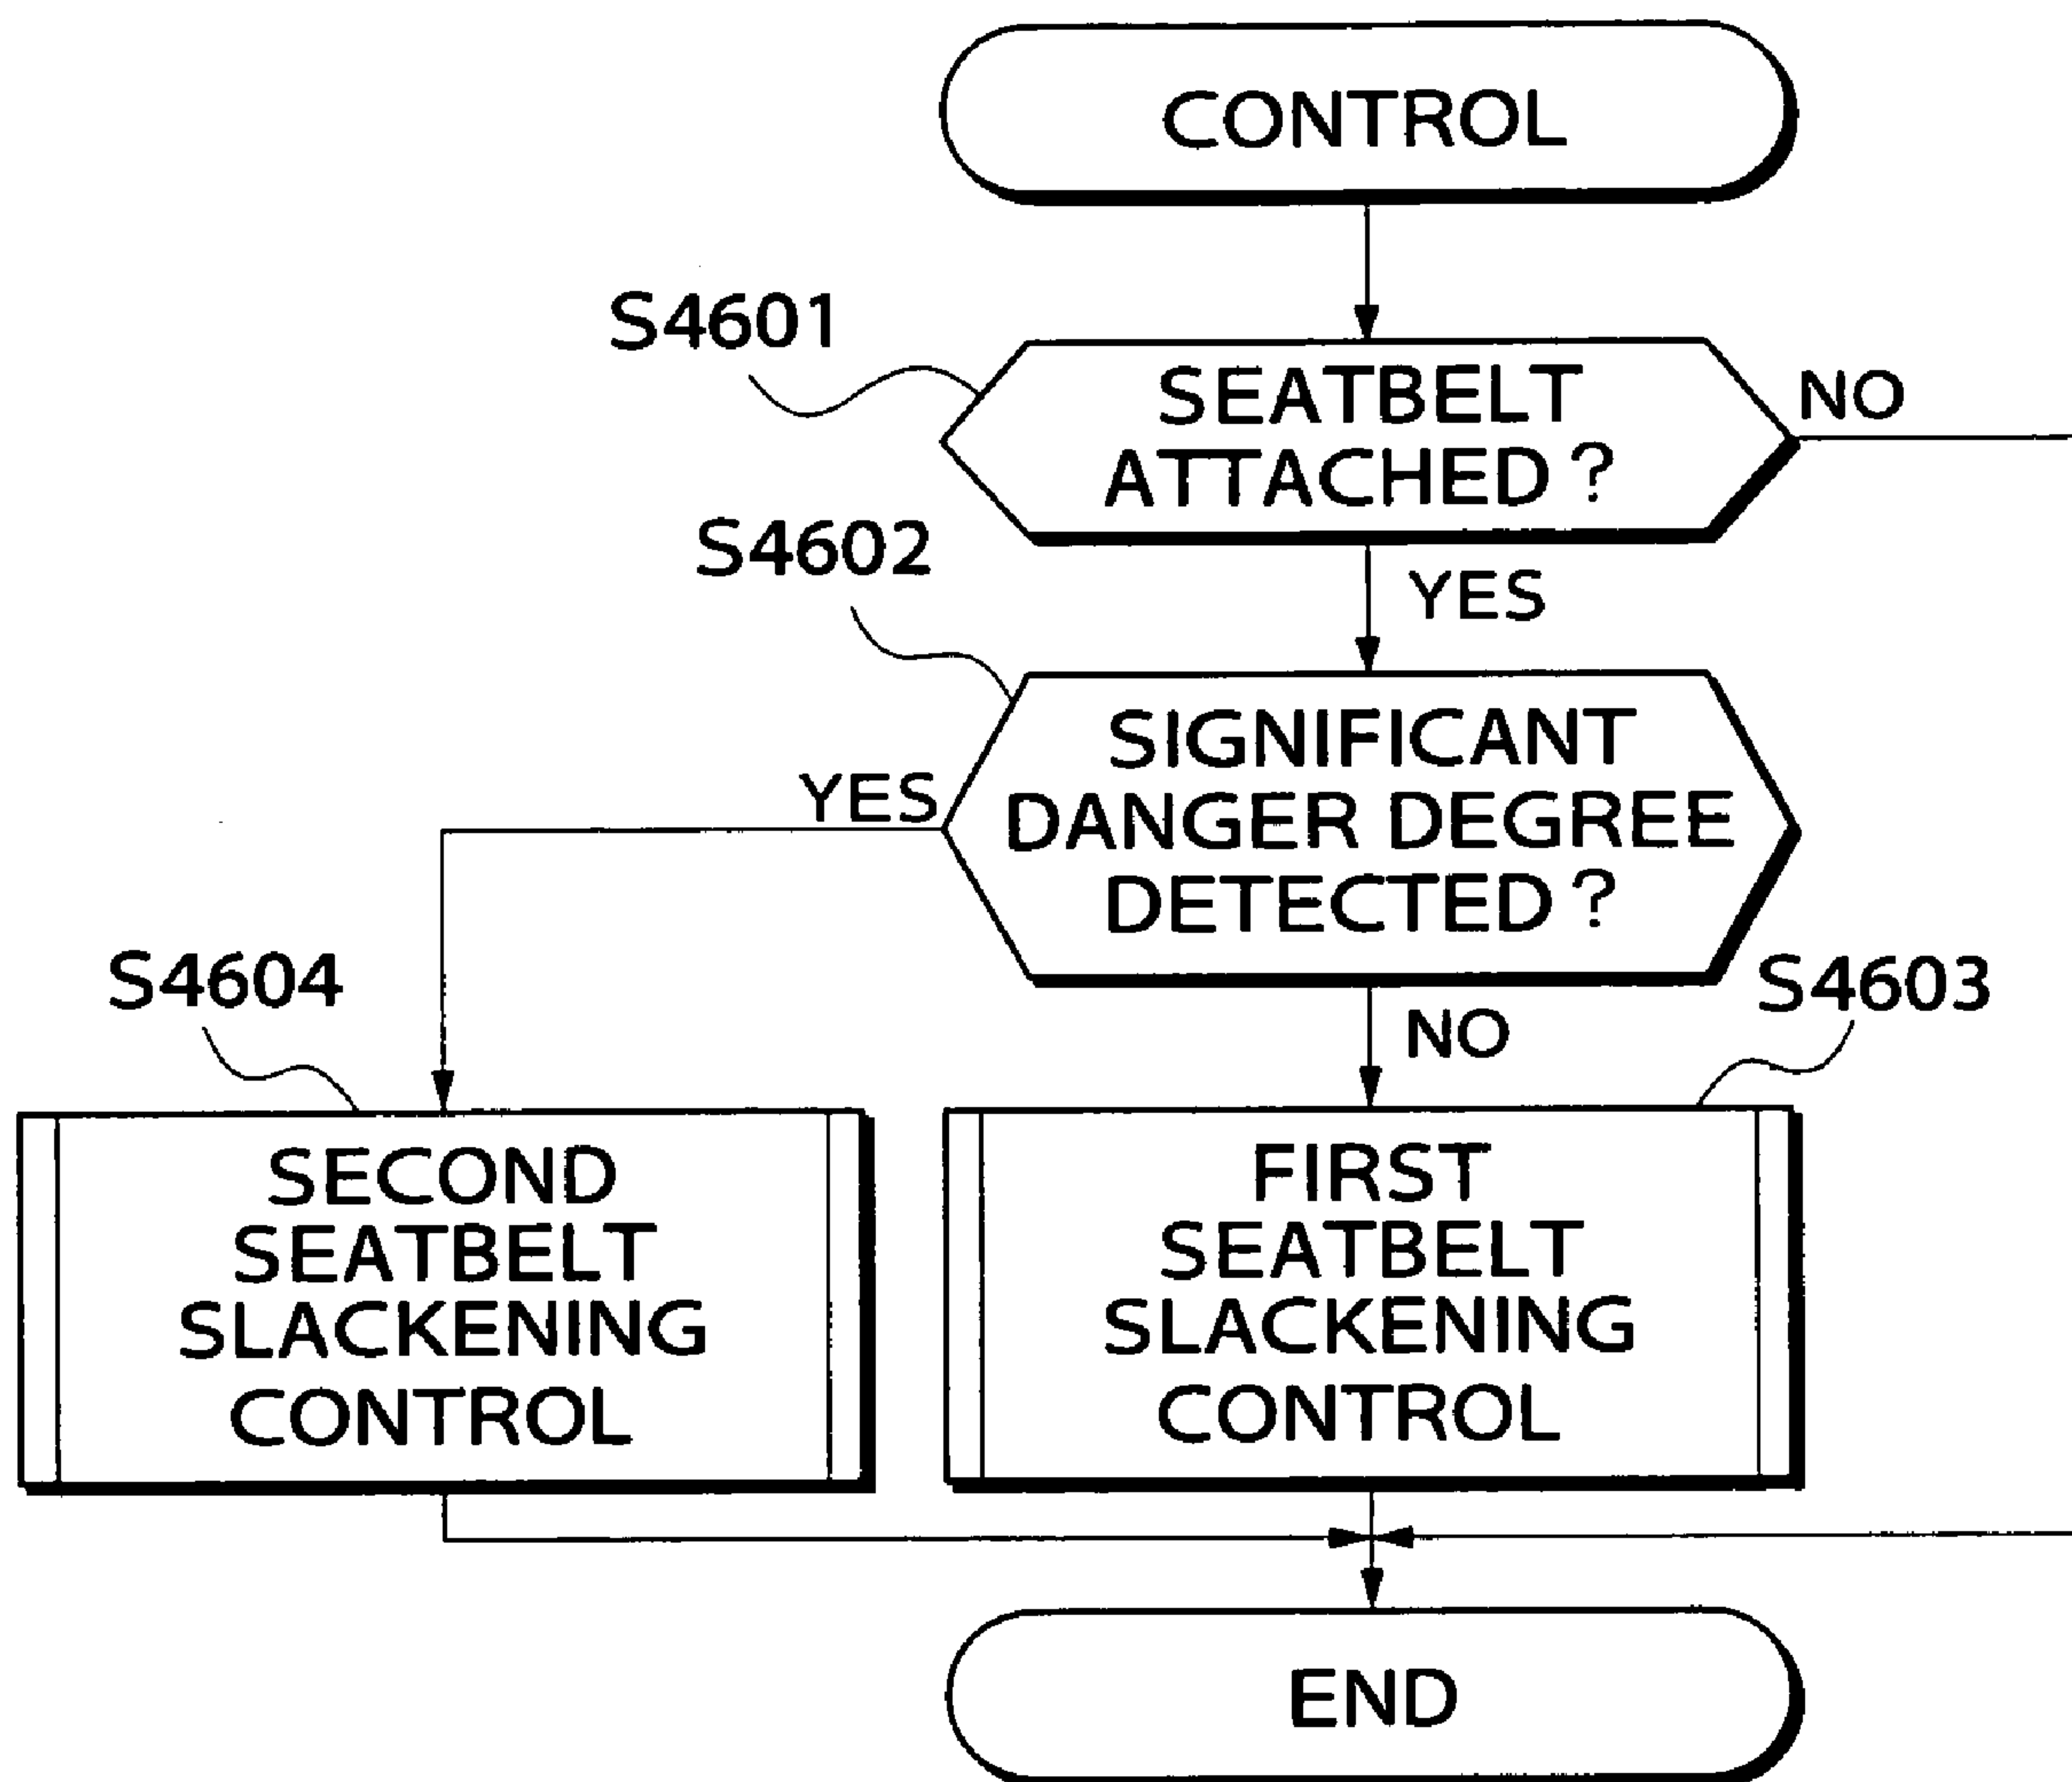 CONTROL
S4601
SEATBELT
ATTACHED ?
NO
S4602
YES
SIGNIFICANT
DANGER DEGREE
DETECTED ?
YES
S4604
S4603
NO
SECOND
SEATBELT
SLACKENING
CONTROL
FIRST
SEATBELT
SLACKENING
CONTROL
END